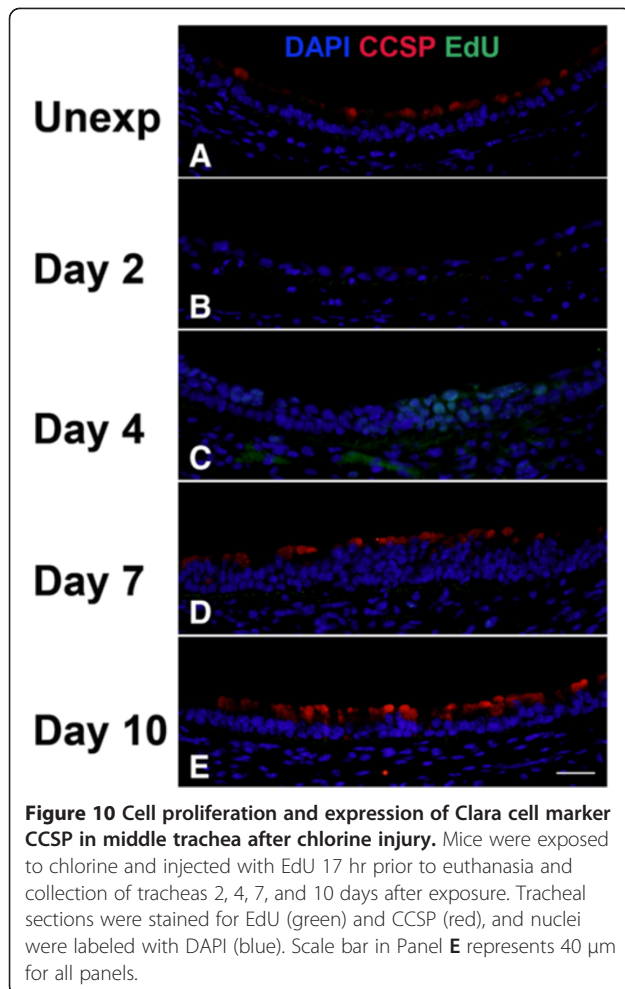 DAPI CCSP EdU
Unexp
A
Day 2
B
Day 4
C
Day 7
D
Day 10
E
Figure 10 Cell proliferation and expression of Clara cell marker
CCSP in middle trachea after chlorine injury. Mice were exposed
to chlorine and injected with EdU 17 hr prior to euthanasia and
collection of tracheas 2, 4, 7, and 10 days after exposure. Tracheal
sections were stained for EdU (green) and CCSP (red), and nuclei
were labeled with DAPI (blue). Scale bar in Panel E represents 40 μm
for all panels.